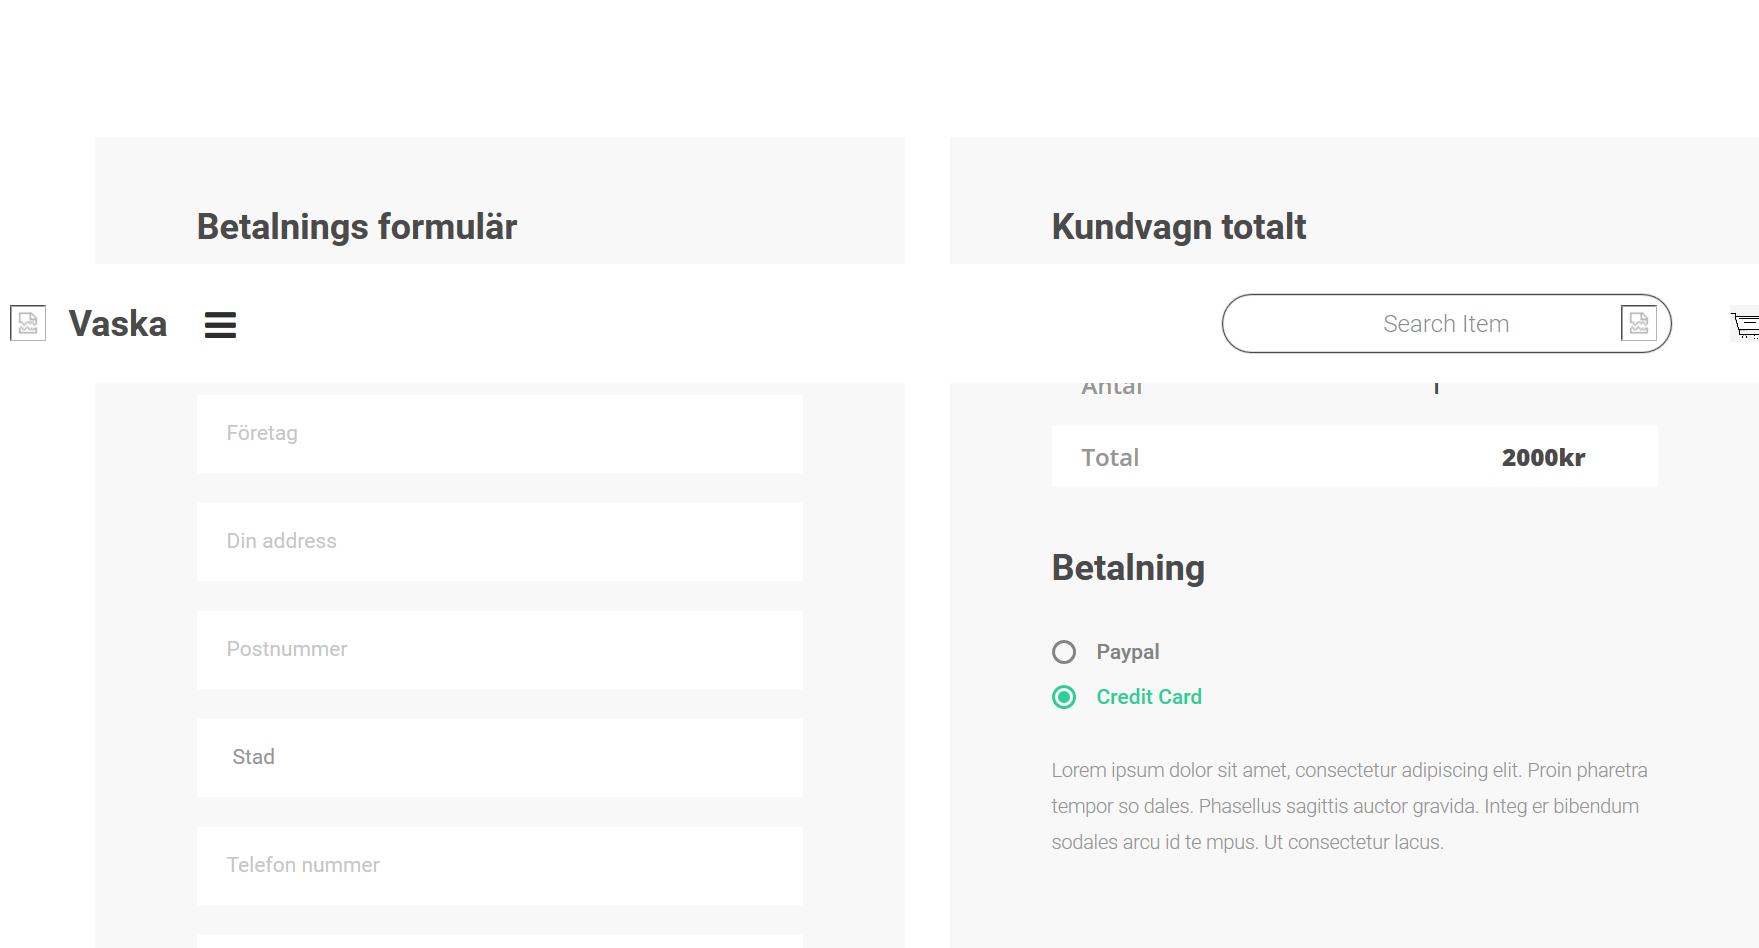 Betalnings formulär
Kundvagn totalt
Vaska
Search Item
Antal 1
Företag
Total 2000kr
Din address
Betalning
Postnummer
Paypal
Credit Card
Stad
Lorem ipsum dolor sit amet, consectetur adipiscing elit. Proin pharetra
tempor so dales. Phasellus sagittis auctor gravida. Integ er bibendum
sodales arcu id te mpus. Ut consectetur lacus.
Telefon nummer